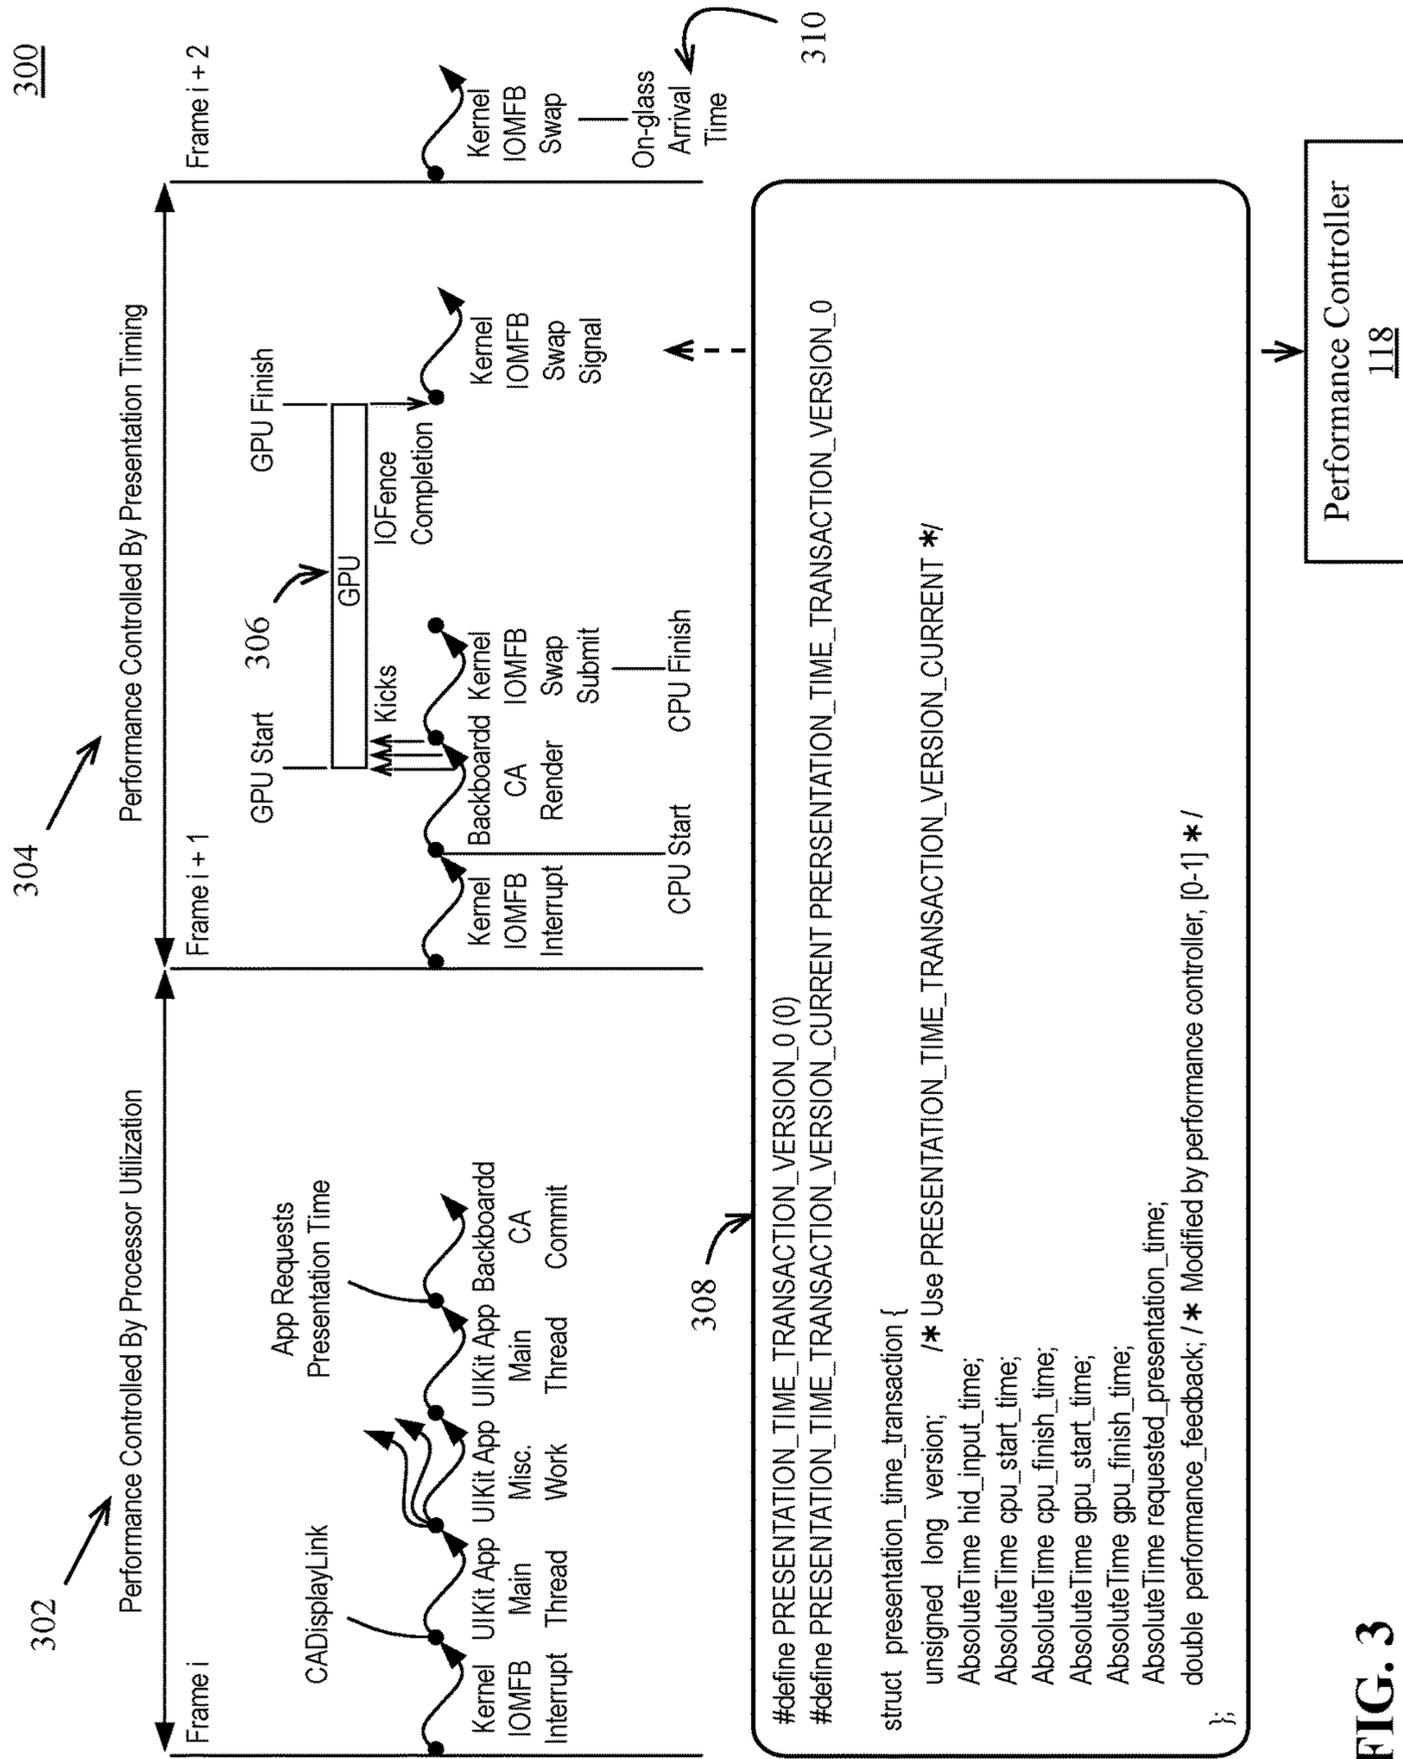 300
304
302
Performance Controlled By Processor Utilization
Performance Controlled By Presentation Timing
Frame i
Frame i + 1
Frame i + 2
CADisplayLink
App Requests
Presentation Time
Kernel
IOMFB
Interrupt
UIKit App
Main
Thread
UIKit App
Misc.
Work
UIKit App
Main
Thread
Backboardd
CA
Commit
GPU Start
306
GPU Finish
GPU
Kicks
IOFence
Completion
Kernel
IOMFB
Interrupt
Backboardd
CA
Render
Kernel
IOMFB
Swap
Submit
Kernel
IOMFB
Swap
Signal
Kernel
IOMFB
Swap
On-glass
Arrival
Time
CPU Start
CPU Finish
310
308
#define PRESENTATION_TIME_TRANSACTION_VERSION_0 (0)
#define PRESENTATION_TIME_TRANSACTION_VERSION_CURRENT PRERSENTATION_TIME_TRANSACTION_VERSION_0
struct presentation_time_transaction {
unsigned long version; /* Use PRESENTATION_TIME_TRANSACTION_VERSION_CURRENT */
AbsoluteTime hid_input_time;
AbsoluteTime cpu_start_time;
AbsoluteTime cpu_finish_time;
AbsoluteTime gpu_start_time;
AbsoluteTime gpu_finish_time;
AbsoluteTime requested_presentation_time;
double performance_feedback; / * Modified by performance controller, [0-1] * /
};
Performance Controller
118
FIG. 3